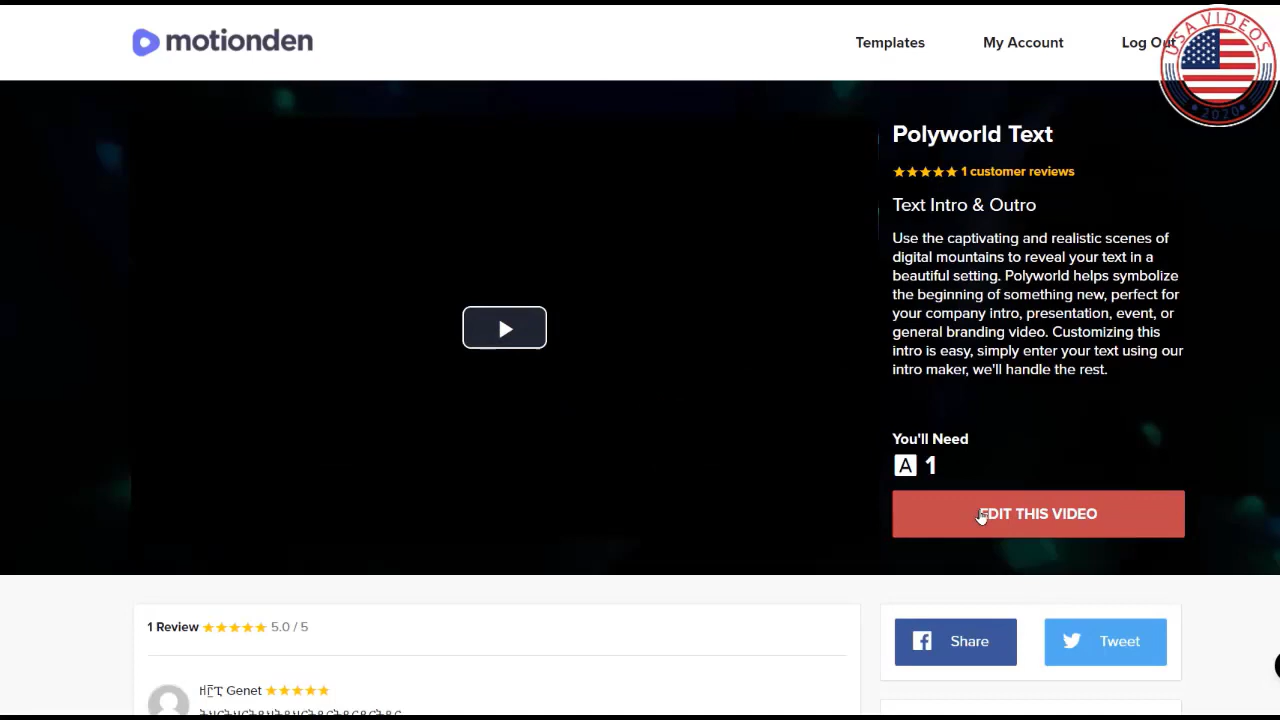 motionden
Templates
My Account
Log Out
USA VIDEOS
2020
Polyworld Text
1 customer reviews
Text Intro & Outro
Use the captivating and realistic scenes of
digital mountains to reveal your text in a
beautiful setting. Polyworld helps symbolize
the beginning of something new, perfect for
your company intro, presentation, event, or
general branding video. Customizing this
intro is easy, simply enter your text using our
intro maker, we'll handle the rest.
You'll Need
A 1
EDIT THIS VIDEO
1 Review
5.0 / 5
Share
Tweet
Genet